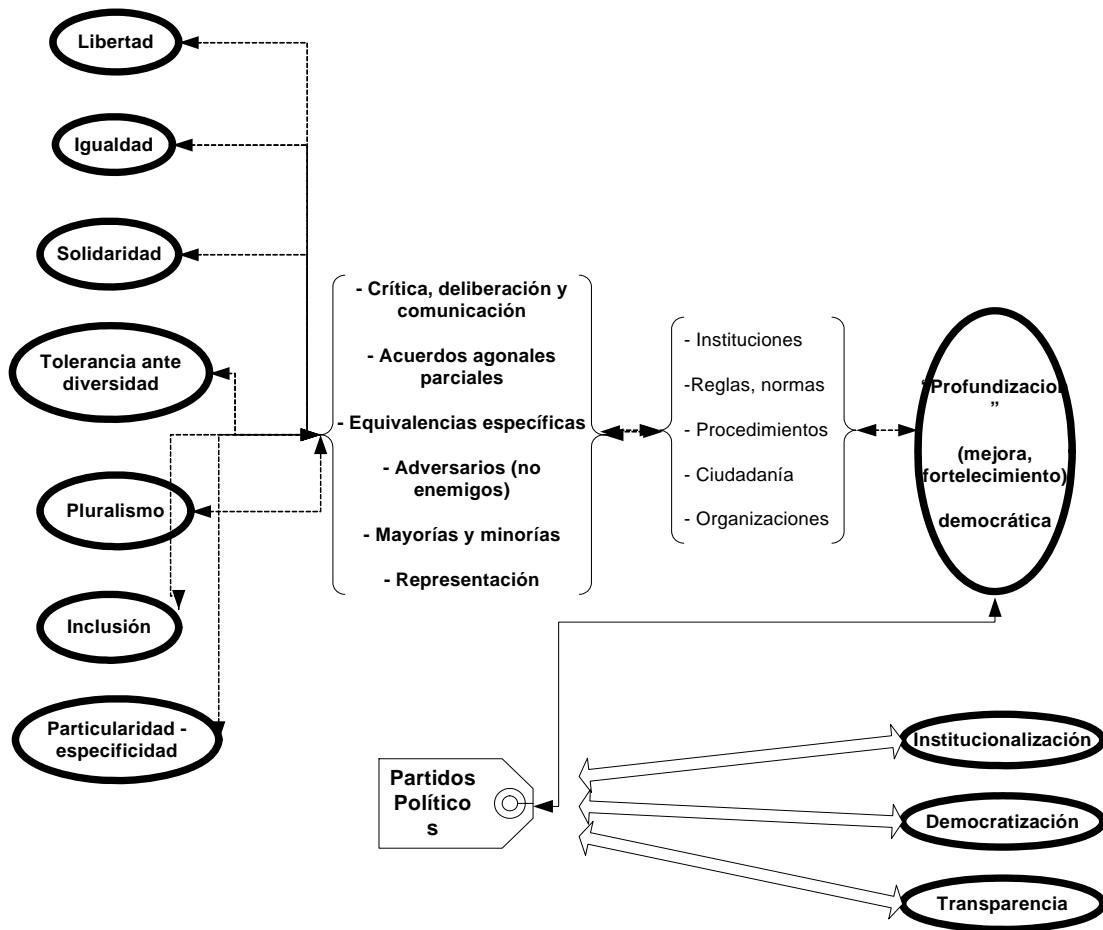 Libertad
Igualdad
Solidaridad
Tolerancia ante
diversidad
Pluralismo
Inclusión
Particularidad -
especificidad
- Crítica, deliberación y
comunicación
- Acuerdos agonales
parciales
- Equivalencias específicas
- Adversarios (no
enemigos)
- Mayorías y minorías
- Representación
- Instituciones
-Reglas, normas
- Procedimientos
- Ciudadanía
- Organizaciones
“Profundizacion
”
(mejora,
fortelecimiento)
democrática
Partidos
Político
s
Institucionalización
Democratización
Transparencia